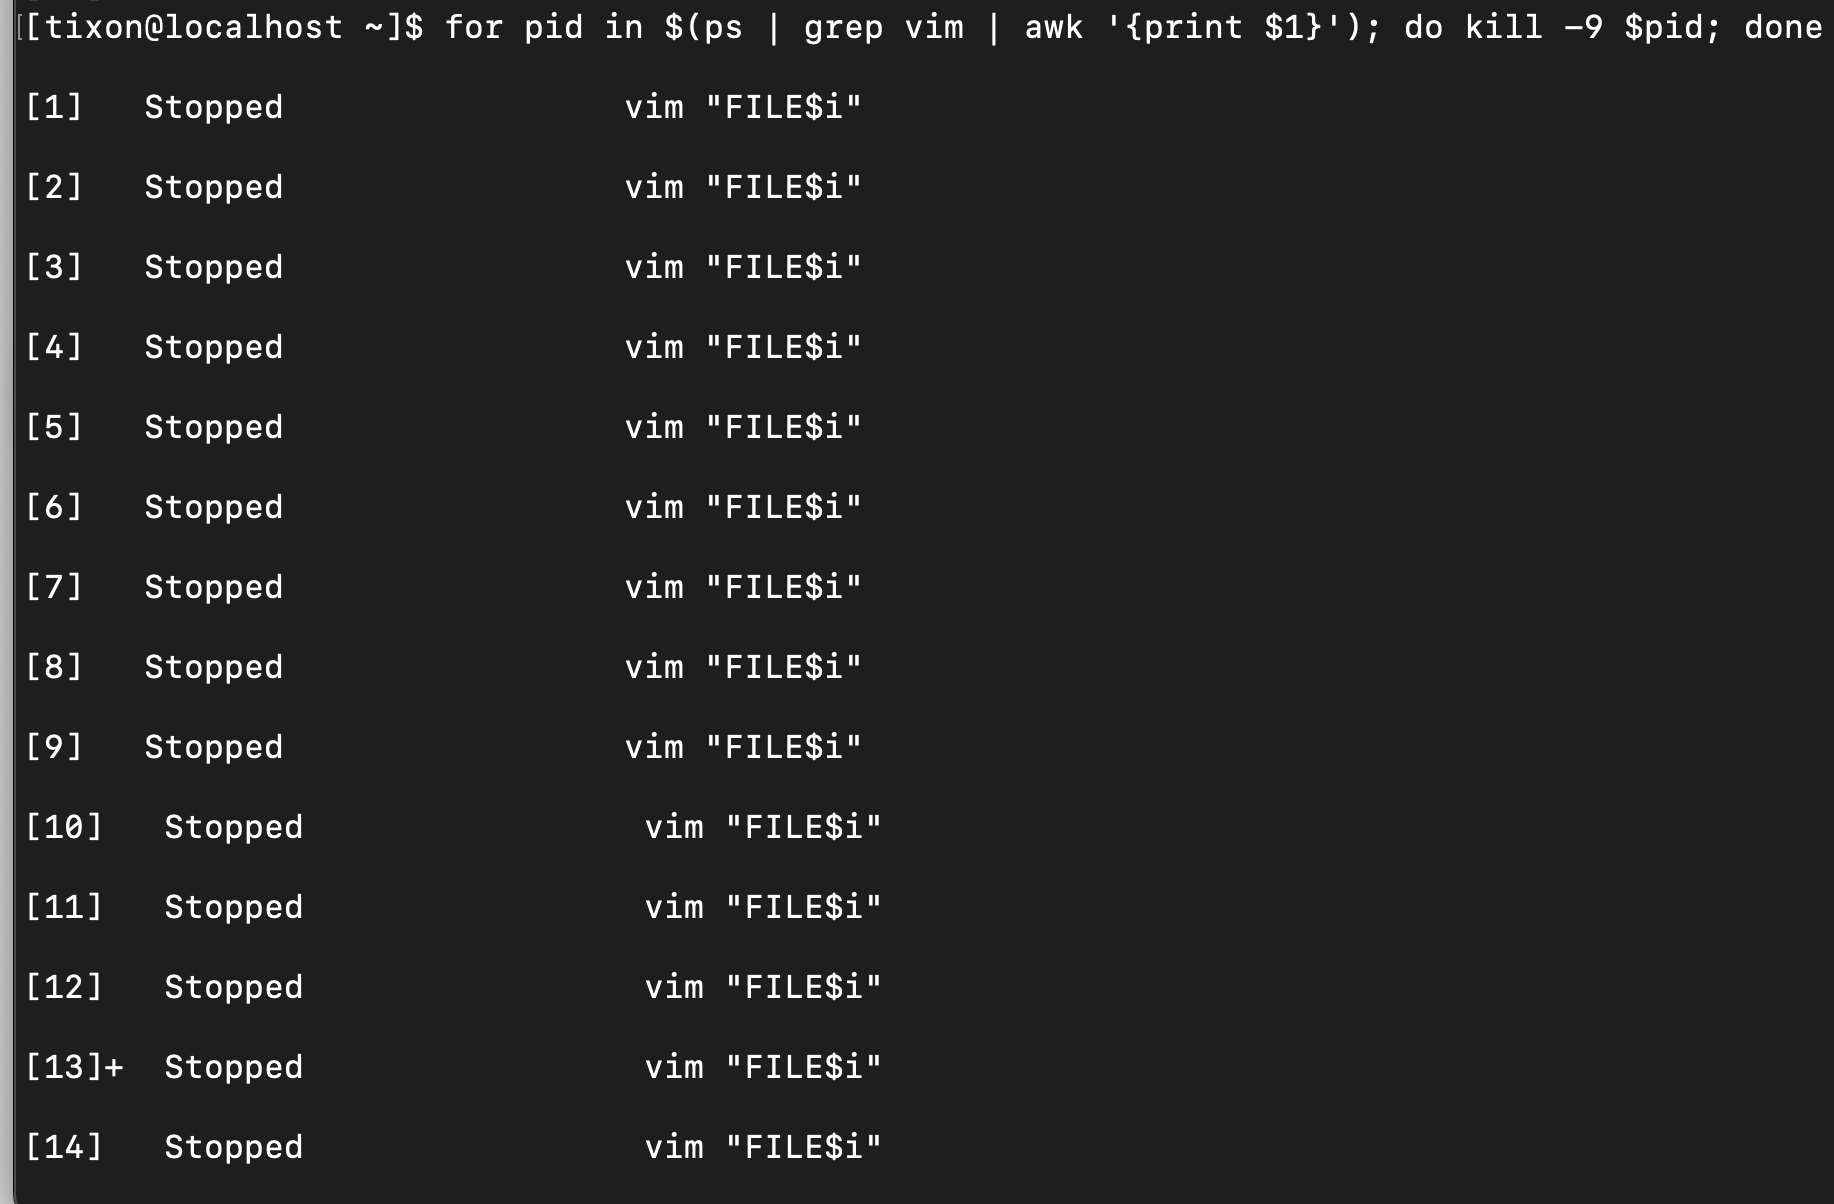 [[tixon@localhost ~]$ for pid in $(ps | grep vim | awk '{print $1}'); do kill -9 $pid; done
[1]   Stopped                 vim "FILE$i"
[2]   Stopped                 vim "FILE$i"
[3]   Stopped                 vim "FILE$i"
[4]   Stopped                 vim "FILE$i"
[5]   Stopped                 vim "FILE$i"
[6]   Stopped                 vim "FILE$i"
[7]   Stopped                 vim "FILE$i"
[8]   Stopped                 vim "FILE$i"
[9]   Stopped                 vim "FILE$i"
[10]   Stopped                 vim "FILE$i"
[11]   Stopped                 vim "FILE$i"
[12]   Stopped                 vim "FILE$i"
[13]+  Stopped                 vim "FILE$i"
[14]   Stopped                 vim "FILE$i"